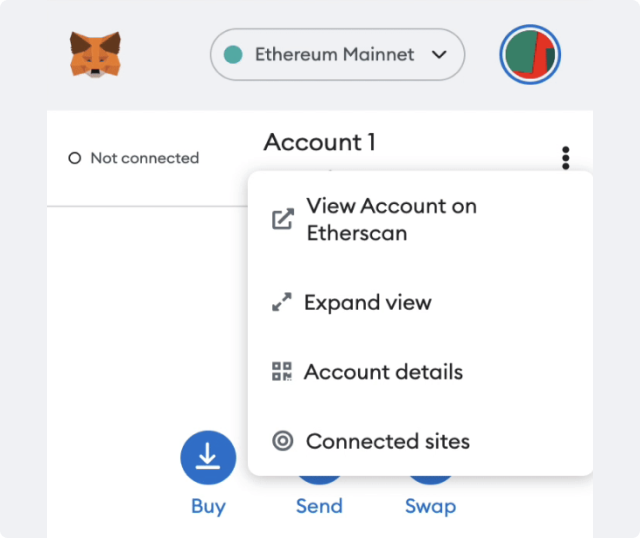 Ethereum Mainnet
Not connected
Account 1
View Account on
Etherscan
Expand view
Account details
Connected sites
Buy
Send
Swap